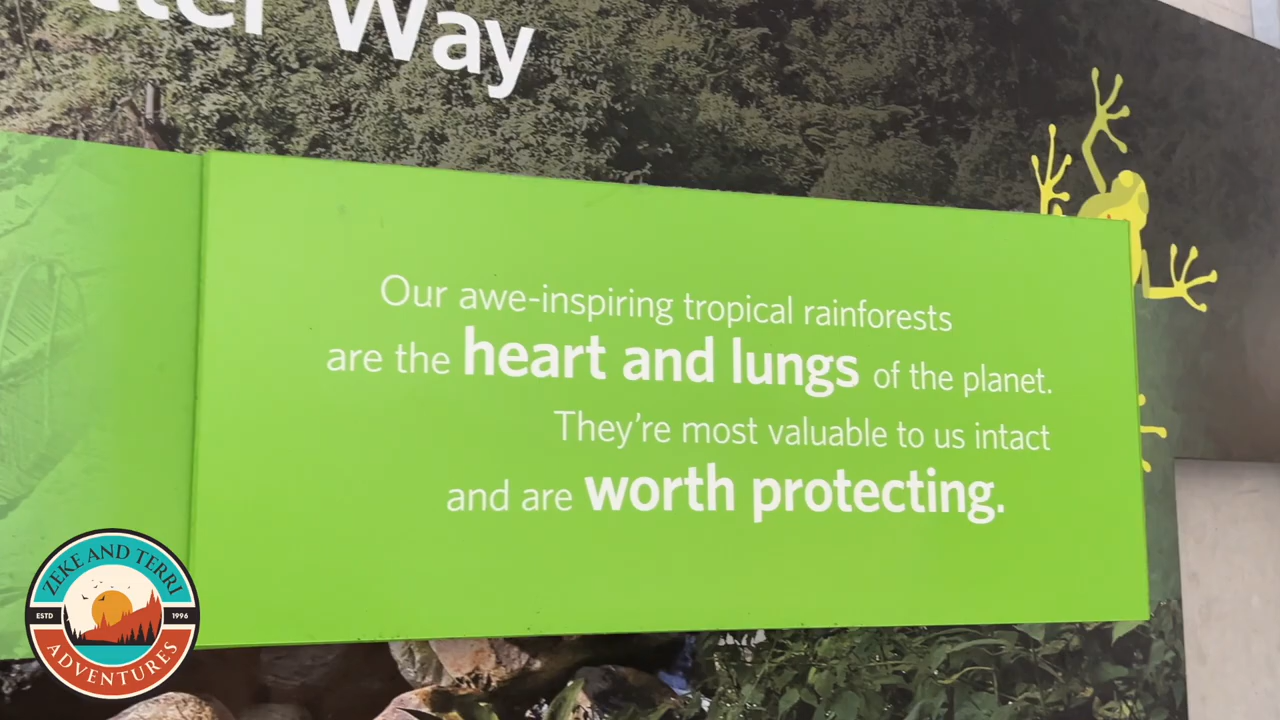 Way
Our awe-inspiring tropical rainforests
are the heart and lungs of the planet.
They're most valuable to us intact
and are worth protecting.
ZEKE AND TERRI
ESTD 1996
ADVENTURES